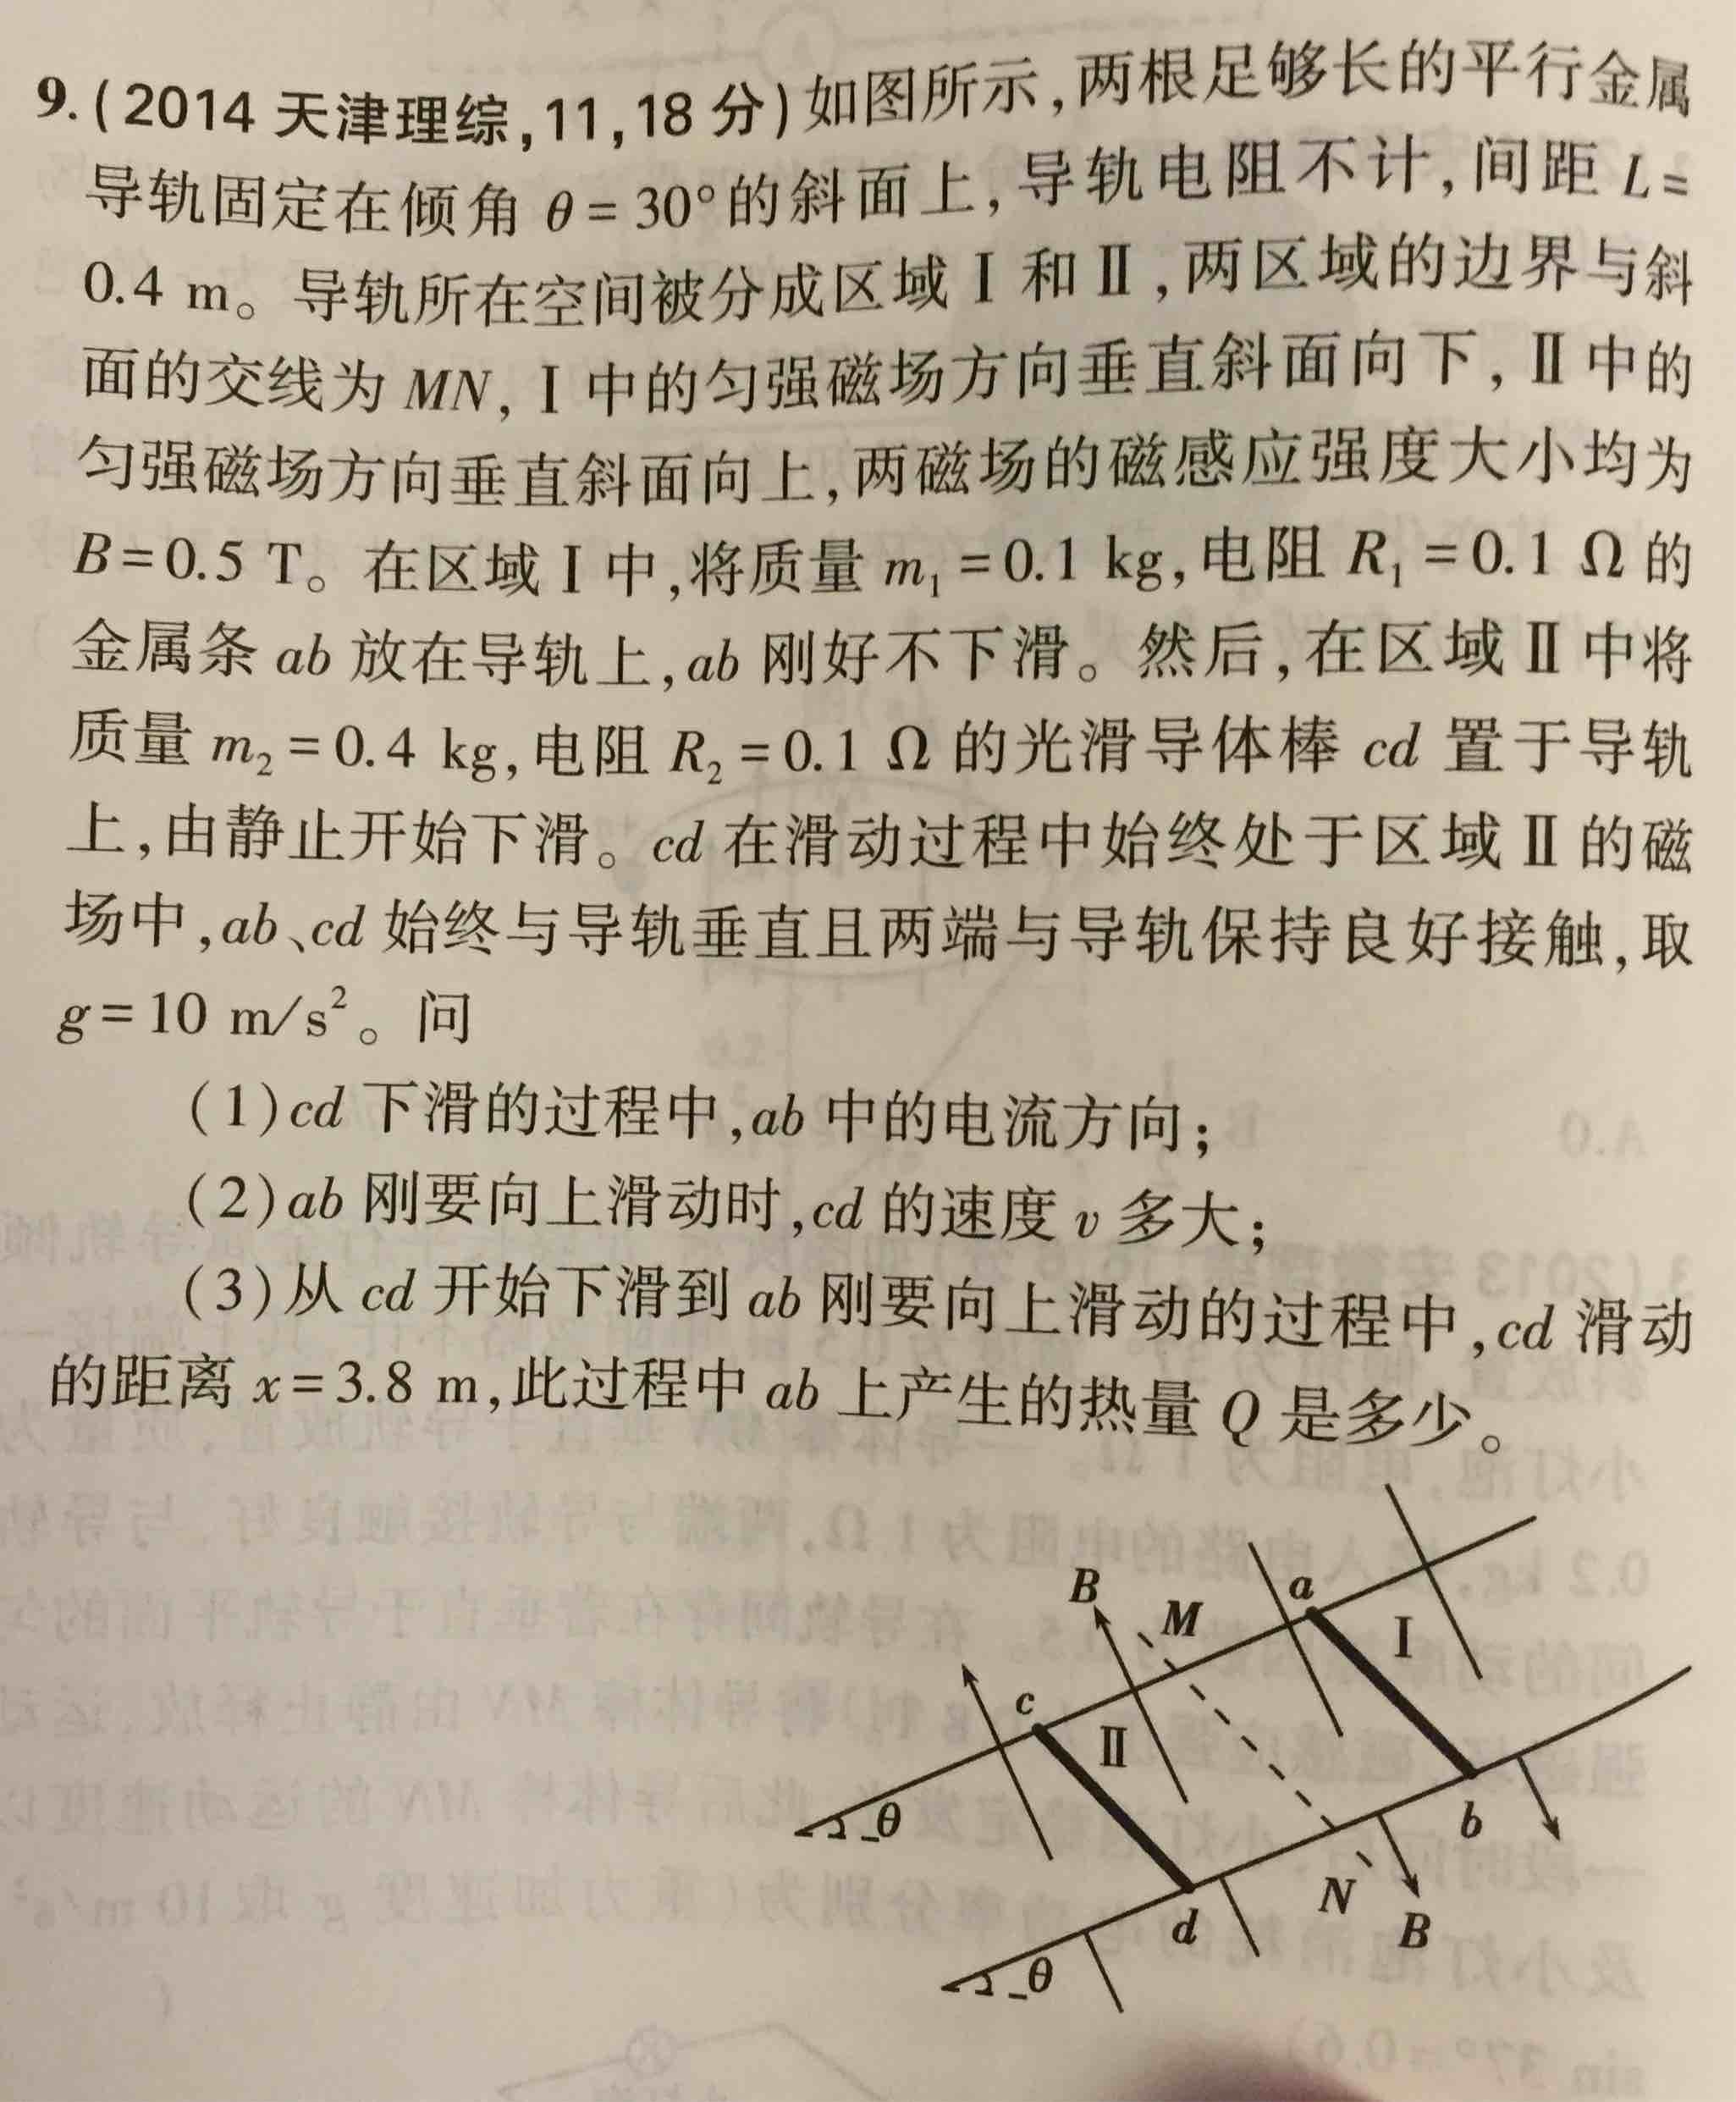 9.(2014 天津理综,11,18 分)如图所示,两根足够长的平行金属
导轨固定在倾角 θ=30°的斜面上,导轨电阻不计,间距 L=
0.4 m。导轨所在空间被分成区域Ⅰ和Ⅱ,两区域的边界与斜
面的交线为 MN,Ⅰ中的匀强磁场方向垂直斜面向下,Ⅱ中的
匀强磁场方向垂直斜面向上,两磁场的磁感应强度大小均为
B=0.5 T。在区域Ⅰ中,将质量 m₁=0.1 kg,电阻 R₁=0.1 Ω 的
金属条 ab 放在导轨上,ab 刚好不下滑。然后,在区域Ⅱ中将
质量 m₂=0.4 kg,电阻 R₂=0.1 Ω 的光滑导体棒 cd 置于导轨
上,由静止开始下滑。cd 在滑动过程中始终处于区域Ⅱ的磁
场中,ab、cd 始终与导轨垂直且两端与导轨保持良好接触,取
g=10 m/s²。问
(1)cd 下滑的过程中,ab 中的电流方向;
(2)ab 刚要向上滑动时,cd 的速度 v 多大;
(3)从 cd 开始下滑到 ab 刚要向上滑动的过程中,cd 滑动
的距离 x=3.8 m,此过程中 ab 上产生的热量 Q 是多少。
B
M
a
Ⅰ
c
Ⅱ
θ
b
N
B
d
θ